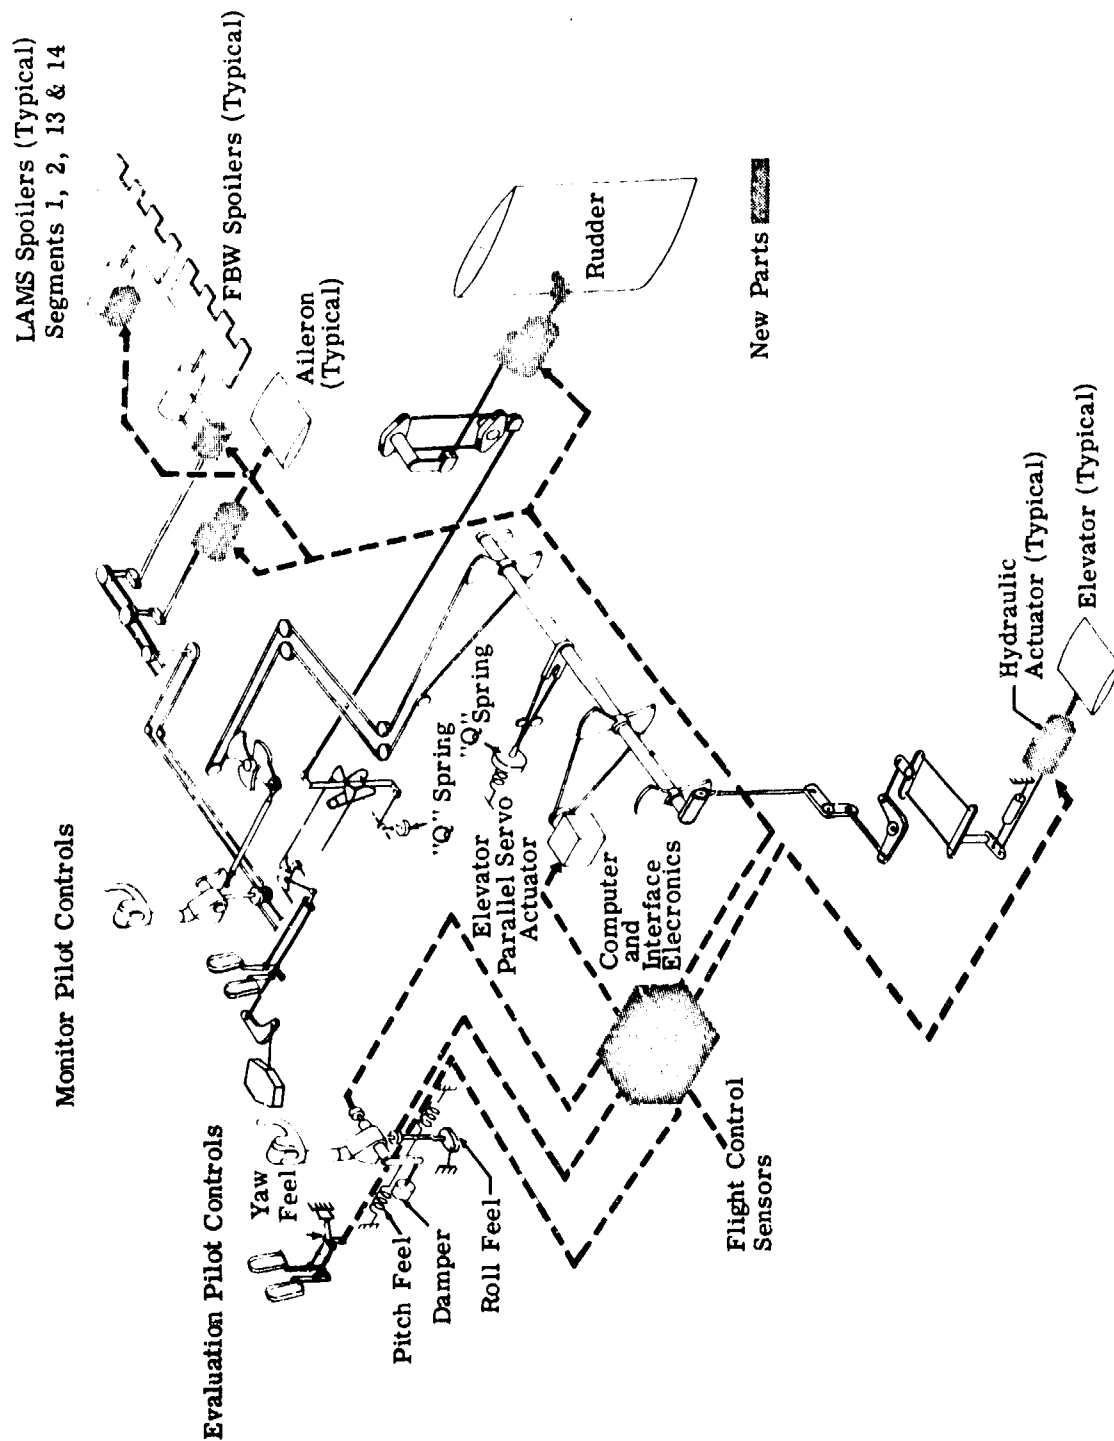 LAMS Spoilers (Typical)
Segments 1, 2, 13 & 14
FBW Spoilers (Typical)
Monitor Pilot Controls
Aileron
(Typical)
Evaluation Pilot Controls
Yaw
Feel
"Q" Spring
"Q"
Spring
Rudder
Pitch Feel
Damper
Roll Feel
Elevator
Parallel Servo
Actuator
Computer
and
Interface
Elecronics
New Parts
Flight Control
Sensors
Hydraulic
Actuator (Typical)
Elevator (Typical)